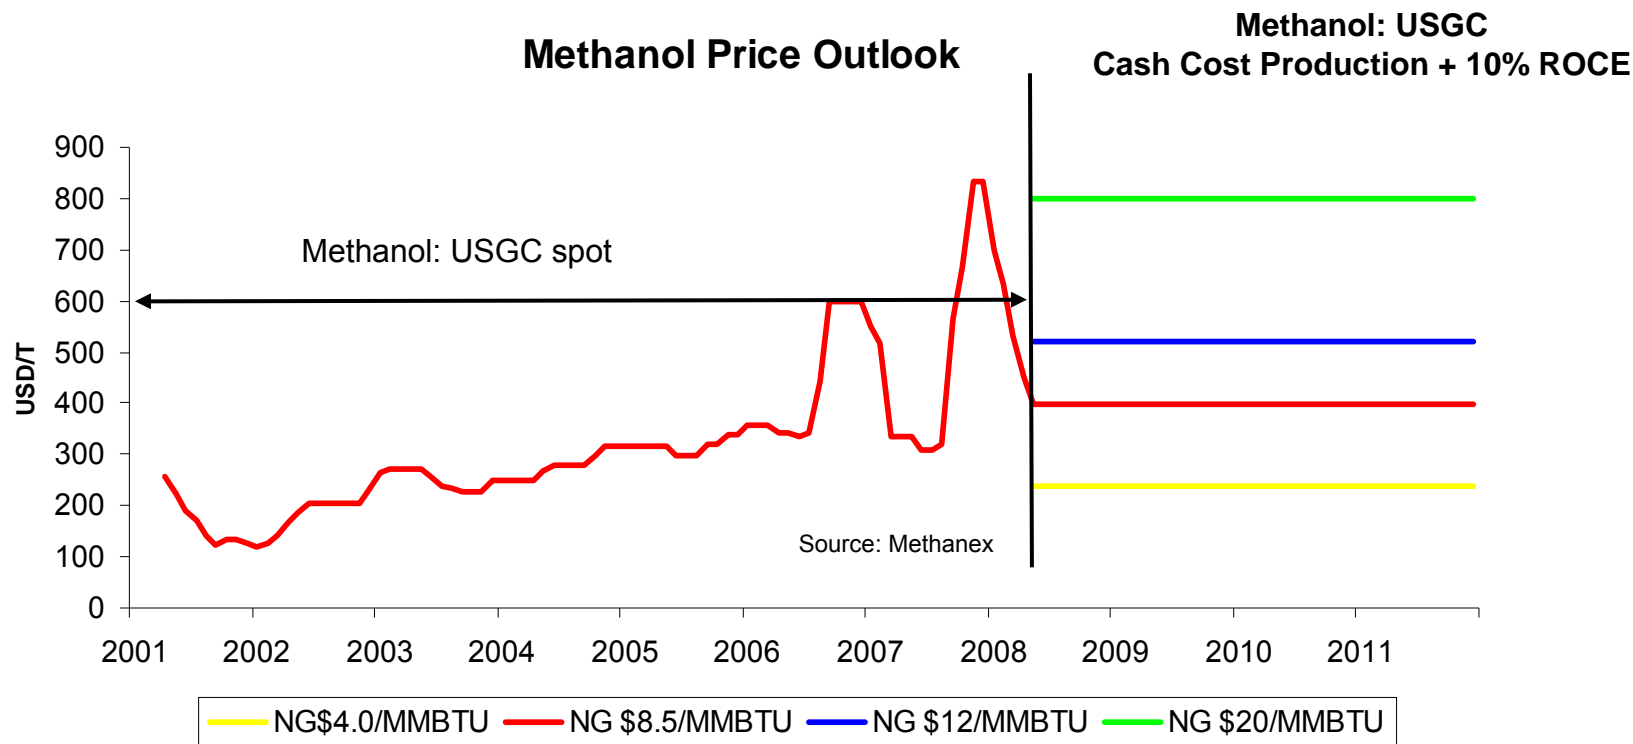 Methanol Price Outlook
Methanol: USGC
Cash Cost Production + 10% ROCE
900
800
700
600
500
400
300
200
100
0
USD/T
Methanol: USGC spot
Source: Methanex
2001 2002 2003 2004 2005 2006 2007 2008 2009 2010 2011
NG$4.0/MMBTU NG $8.5/MMBTU NG $12/MMBTU NG $20/MMBTU